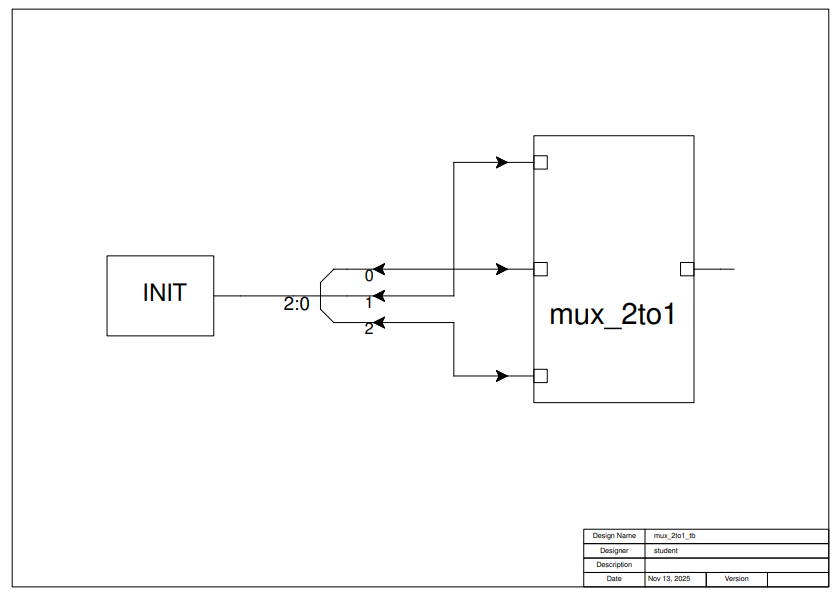 INIT
2:0
0
1
2
mux_2to1
Design Name mux_2to1_tb
Designer student
Description
Date Nov 13, 2025 Version